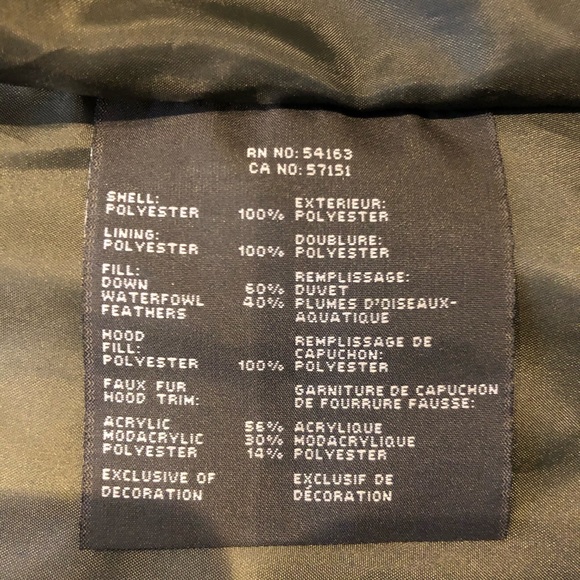 RN NO: 54163
CA NO: 57151
SHELL: EXTERIEUR:
POLYESTER 100% POLYESTER
LINING: DOUBLURE:
POLYESTER 100% POLYESTER
FILL: REMPLISSAGE:
DOWN 60% DUVET
WATERFOWL 40% PLUMES D'OISEAUX-
FEATHERS AQUATIQUE
HOOD REMPLISSAGE DE
FILL: CAPUCHON:
POLYESTER 100% POLYESTER
FAUX FUR GARNITURE DE CAPUCHON
HOOD TRIM: DE FOURRURE FAUSSE:
ACRYLIC 56% ACRYLIQUE
MODACRYLIC 30% MODACRYLIQUE
POLYESTER 14% POLYESTER
EXCLUSIVE OF EXCLUSIF DE
DECORATION DÉCORATION